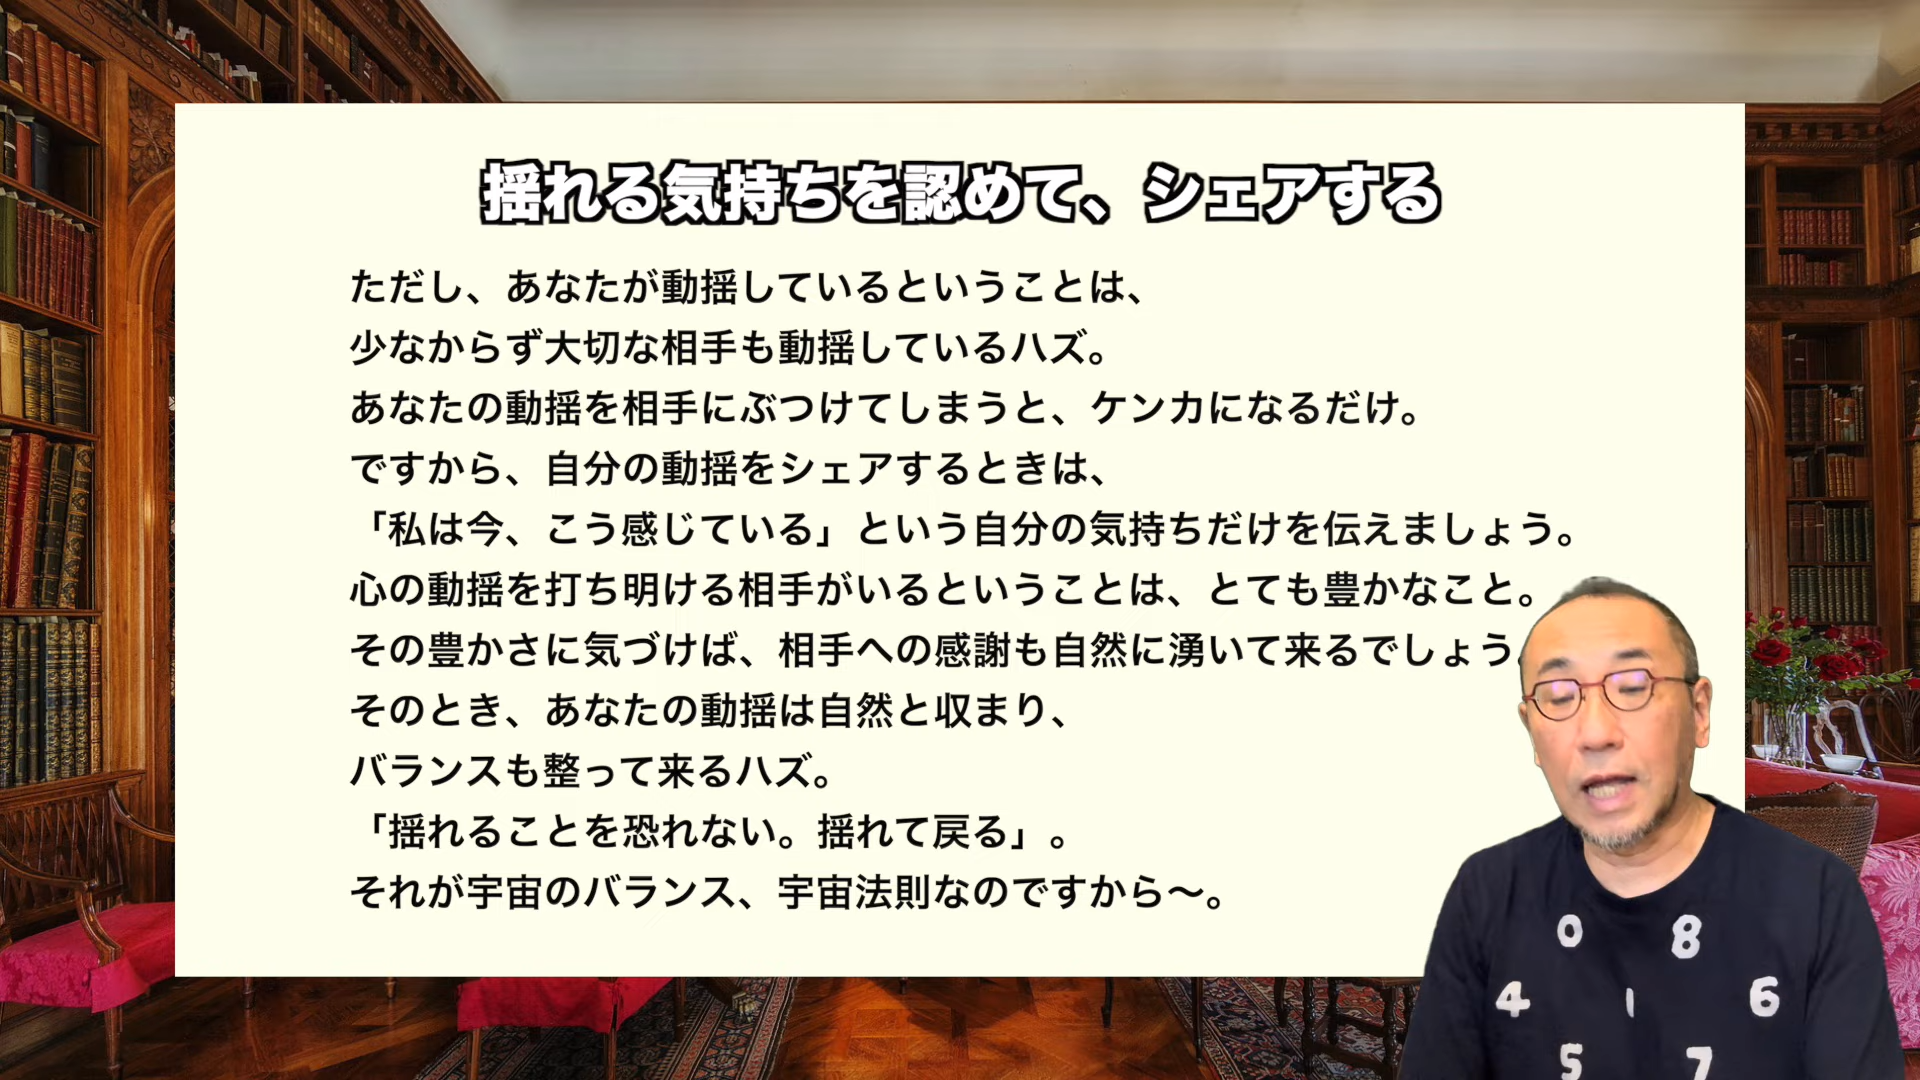 揺れる気持ちを認めて、シェアする
ただし、あなたが動揺しているということは、
少なからず大切な相手も動揺しているハズ。
あなたの動揺を相手にぶつけてしまうと、ケンカになるだけ。
ですから、自分の動揺をシェアするときは、
「私は今、こう感じている」という自分の気持ちだけを伝えましょう。
心の動揺を打ち明ける相手がいるということは、とても豊かなこと。
その豊かさに気づけば、相手への感謝も自然に湧いて来るでしょう。
そのとき、あなたの動揺は自然と収まり、
バランスも整って来るハズ。
「揺れることを恐れない。揺れて戻る」。
それが宇宙のバランス、宇宙法則なのですから〜。
0 8
4 1 6
5 7